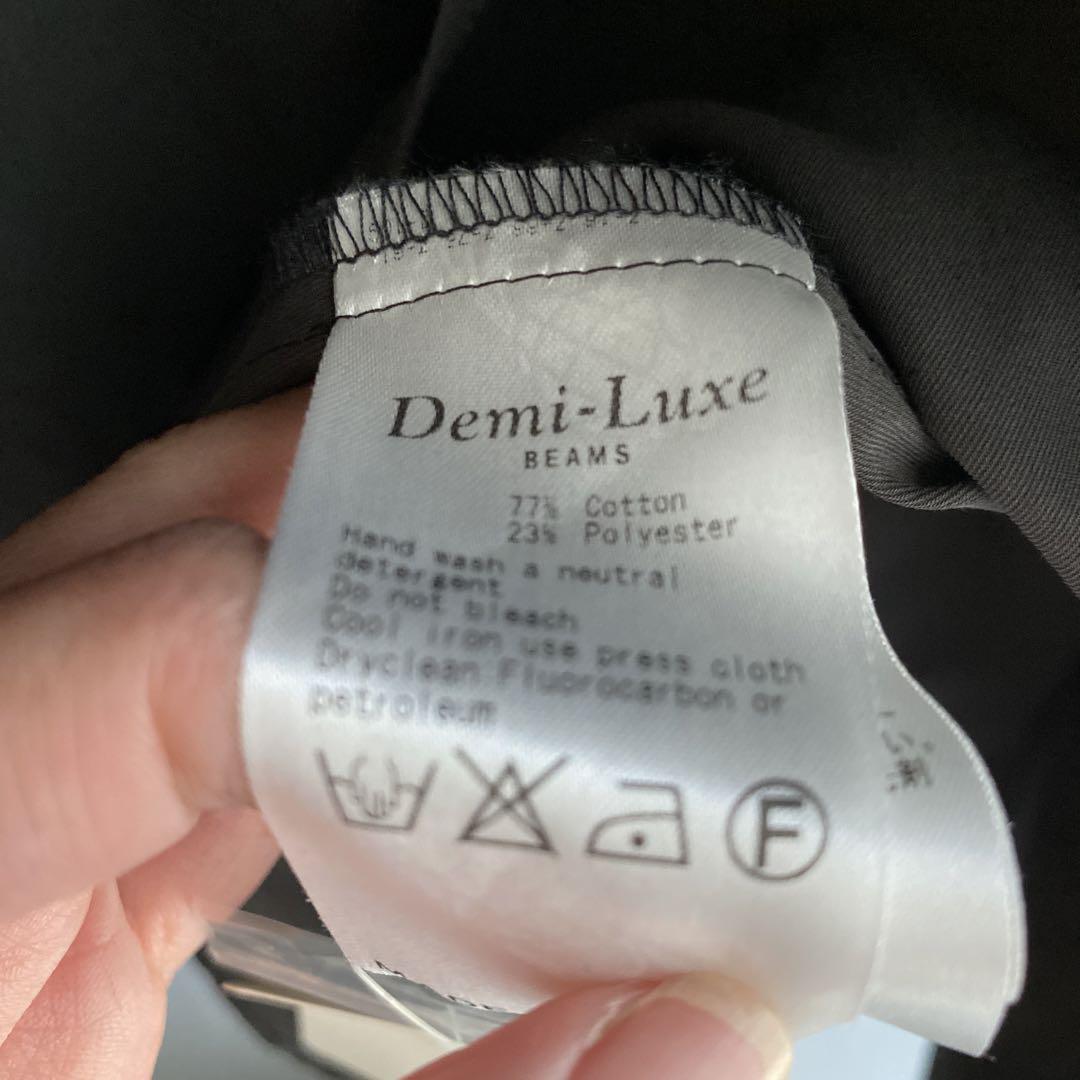 Demi-Luxe
BEAMS
77% Cotton
23% Polyester
Hand wash a neutral
detergent
Do not bleach
Cool iron use press cloth
Dryclean Fluorocarbon or
petroleum
F